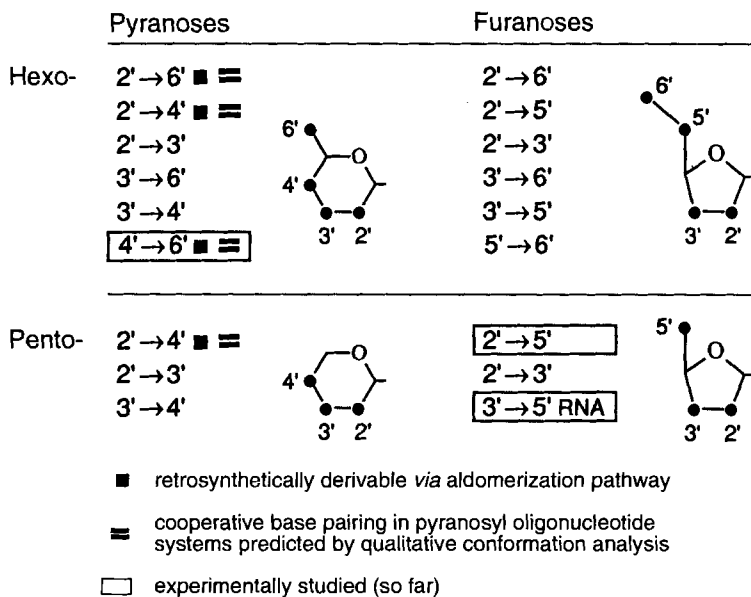 Pyranoses Furanoses
Hexo- 2'→6' ■ = 2'→6'
2'→4' ■ = 2'→5'
2'→3' 2'→3'
3'→6' 3'→6'
3'→4' 3'→5'
4'→6' ■ = 5'→6'
6' O 4' 3' 2'
6' 5' O 3' 2'
Pento- 2'→4' ■ = 2'→5'
2'→3' 2'→3'
3'→4' 3'→5' RNA
O 4' 3' 2'
5' O 3' 2'
■ retrosynthetically derivable via aldomerization pathway
= cooperative base pairing in pyranosyl oligonucleotide
systems predicted by qualitative conformation analysis
experimentally studied (so far)